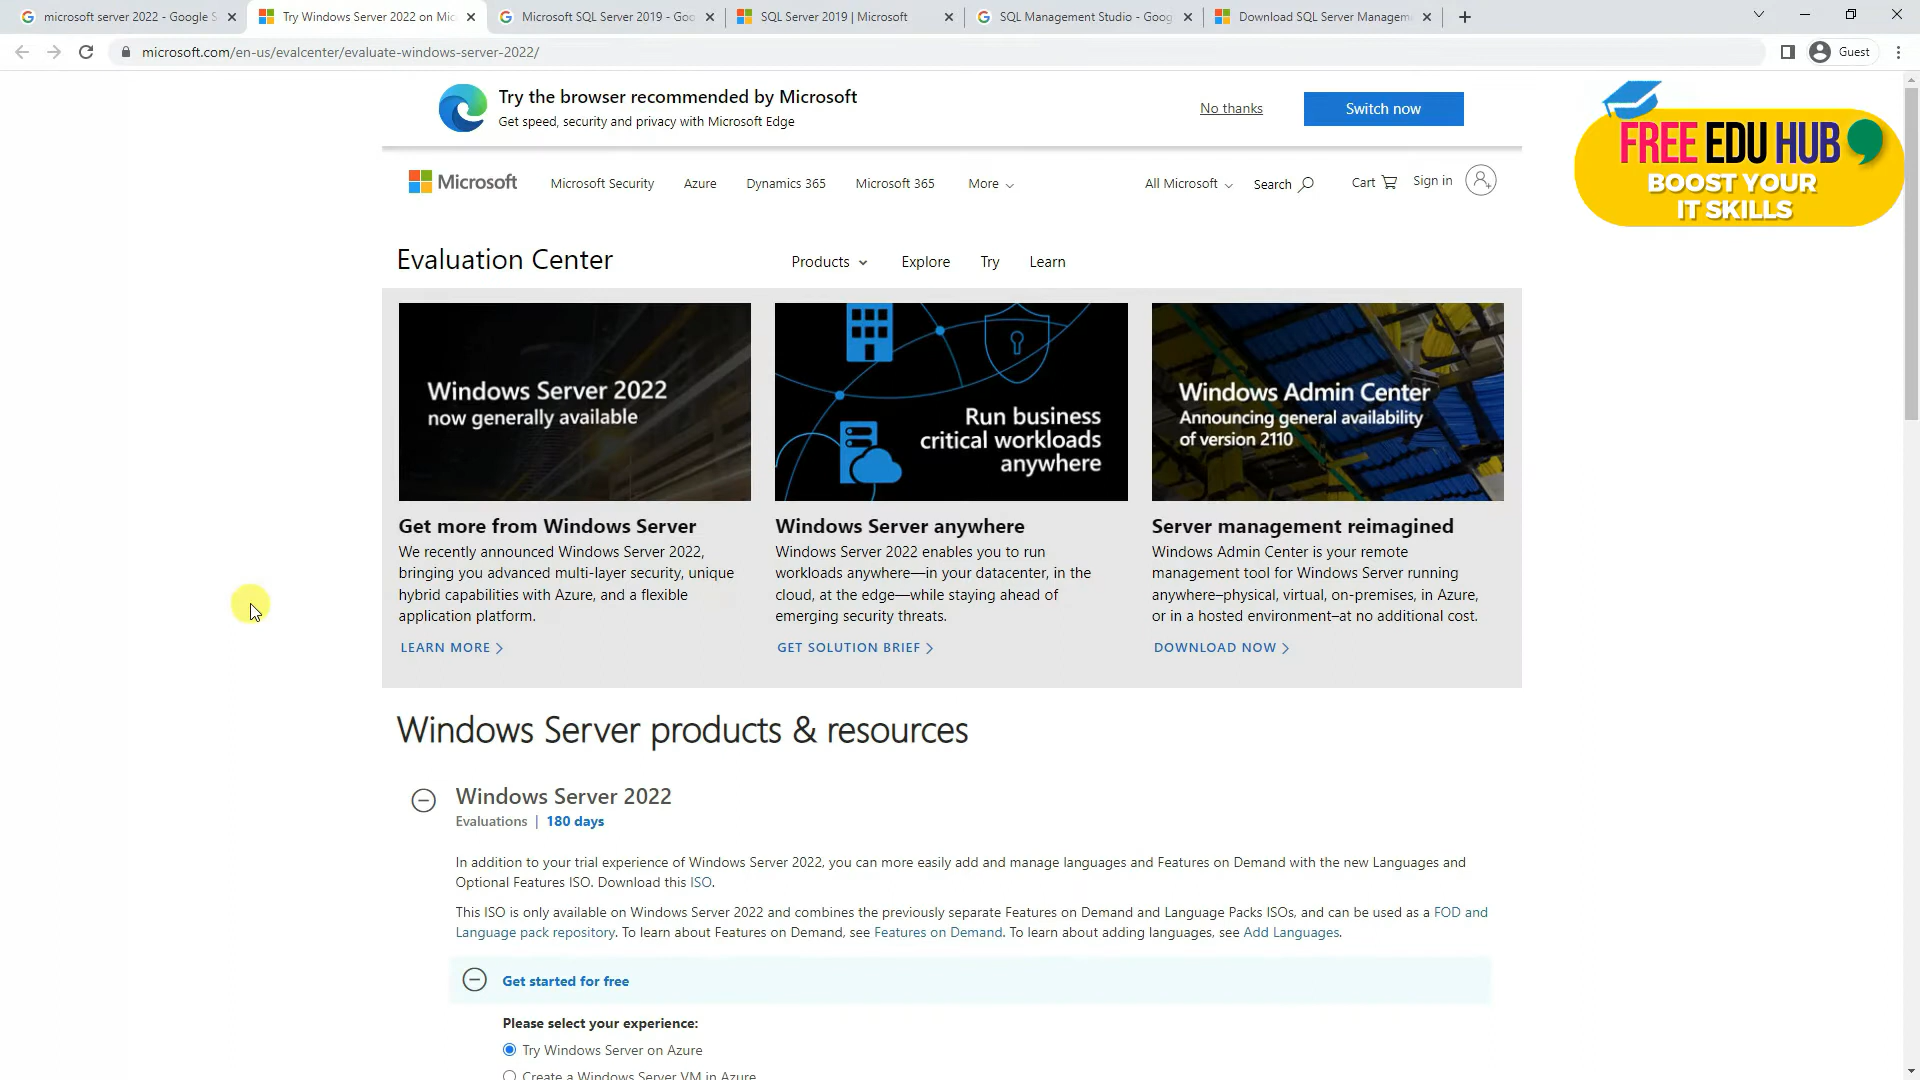 microsoft server 2022 - Google S
Try Windows Server 2022 on Mic
Microsoft SQL Server 2019 - Goo
SQL Server 2019 | Microsoft
SQL Management Studio - Goog
Download SQL Server Managem
microsoft.com/en-us/evalcenter/evaluate-windows-server-2022/
Guest
Try the browser recommended by Microsoft
Get speed, security and privacy with Microsoft Edge
No thanks
Switch now
FREE EDU HUB
BOOST YOUR
IT SKILLS
Microsoft
Microsoft Security
Azure
Dynamics 365
Microsoft 365
More
All Microsoft
Search
Cart
Sign in
Evaluation Center
Products
Explore
Try
Learn
Windows Server 2022
now generally available
Run business
critical workloads
anywhere
Windows Admin Center
Announcing general availability
of version 2110
Get more from Windows Server
We recently announced Windows Server 2022,
bringing you advanced multi-layer security, unique
hybrid capabilities with Azure, and a flexible
application platform.
LEARN MORE
Windows Server anywhere
Windows Server 2022 enables you to run
workloads anywhere—in your datacenter, in the
cloud, at the edge—while staying ahead of
emerging security threats.
GET SOLUTION BRIEF
Server management reimagined
Windows Admin Center is your remote
management tool for Windows Server running
anywhere–physical, virtual, on-premises, in Azure,
or in a hosted environment–at no additional cost.
DOWNLOAD NOW
Windows Server products & resources
Windows Server 2022
Evaluations | 180 days
In addition to your trial experience of Windows Server 2022, you can more easily add and manage languages and Features on Demand with the new Languages and
Optional Features ISO. Download this ISO.
This ISO is only available on Windows Server 2022 and combines the previously separate Features on Demand and Language Packs ISOs, and can be used as a FOD and
Language pack repository. To learn about Features on Demand, see Features on Demand. To learn about adding languages, see Add Languages.
Get started for free
Please select your experience:
Try Windows Server on Azure
Create a Windows Server VM in Azure